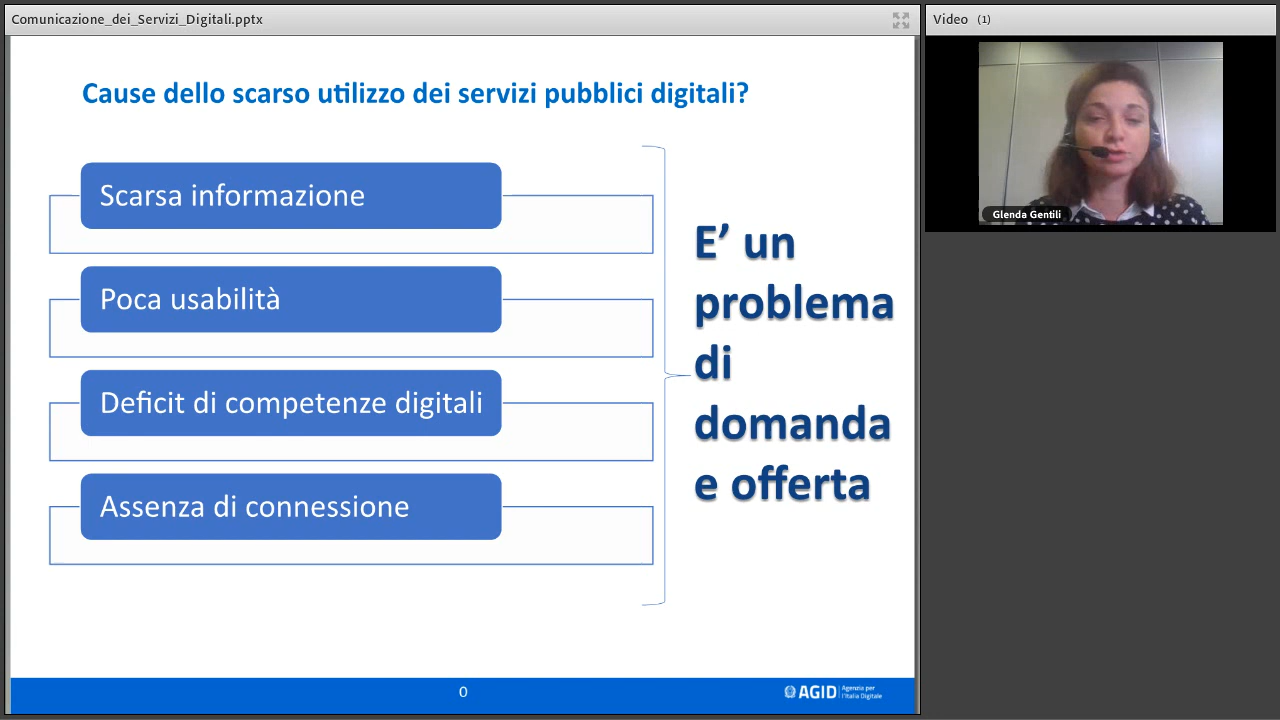 Comunicazione_dei_Servizi_Digitali.pptx
Video (1)
Cause dello scarso utilizzo dei servizi pubblici digitali?
Scarsa informazione
Poca usabilità
Deficit di competenze digitali
Assenza di connessione
E’ un
problema
di
domanda
e offerta
Glenda Gentili
0
AGID
Agenzia per
l'Italia Digitale